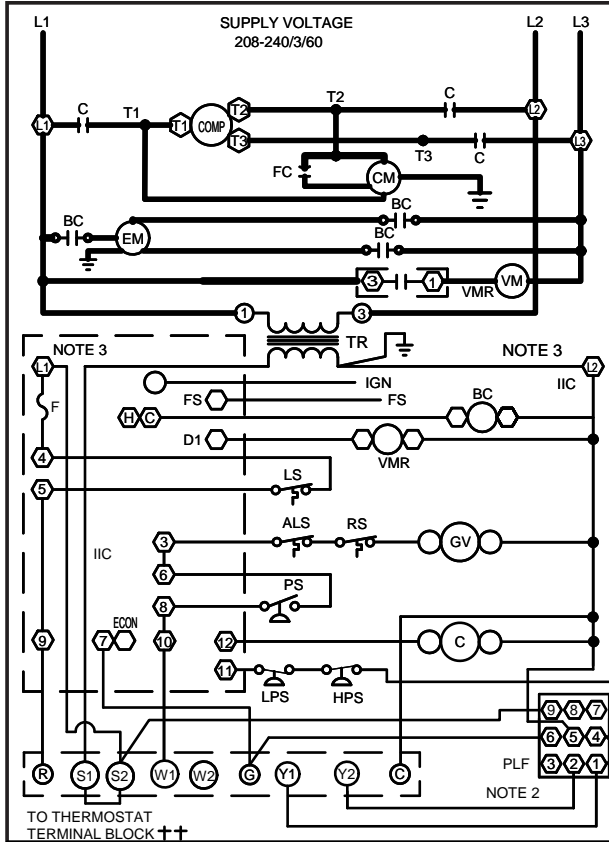 L1 SUPPLY VOLTAGE L2 L3
208-240/3/60
C T1 T2 C
L1 T1 COMP T2 L2
T3 T3 C L3
FC CM
BC EM BC
BC
3 1 VMR VM
1 3
TR
NOTE 3 NOTE 3
L1 L2
IGN IIC
F FS FS BC
H C
D1 VMR
4 LS
5
ALS RS
3 GV
IIC 6
PS
8
ECON
9 7 10 12 C
11 LPS HPS
9 8 7
6 5 4
PLF 3 2 1
R S1 S2 W1 W2 G Y1 Y2 C
NOTE 2
TO THERMOSTAT
TERMINAL BLOCK ††